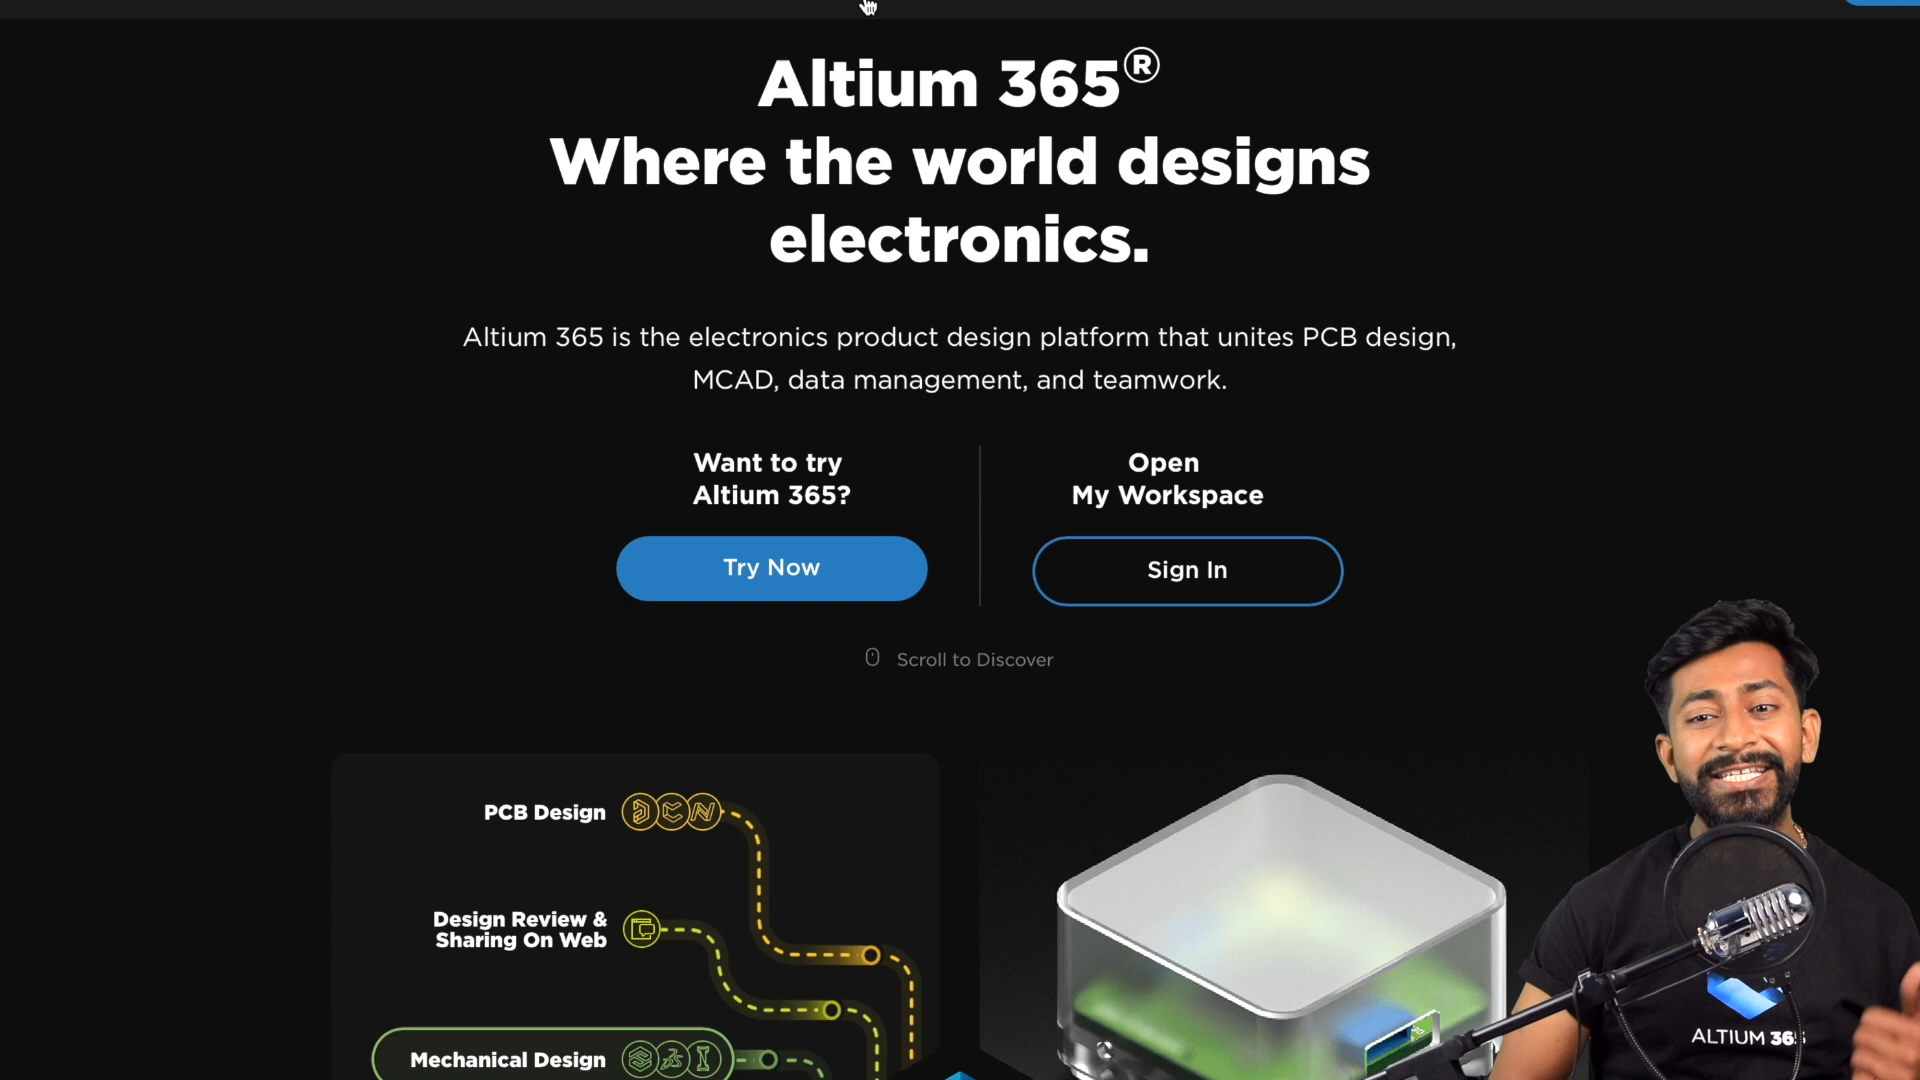 Altium 365®
Where the world designs
electronics.
Altium 365 is the electronics product design platform that unites PCB design,
MCAD, data management, and teamwork.
Want to try
Altium 365?
Open
My Workspace
Try Now
Sign In
Scroll to Discover
PCB Design
Design Review &
Sharing On Web
Mechanical Design
ALTIUM 365